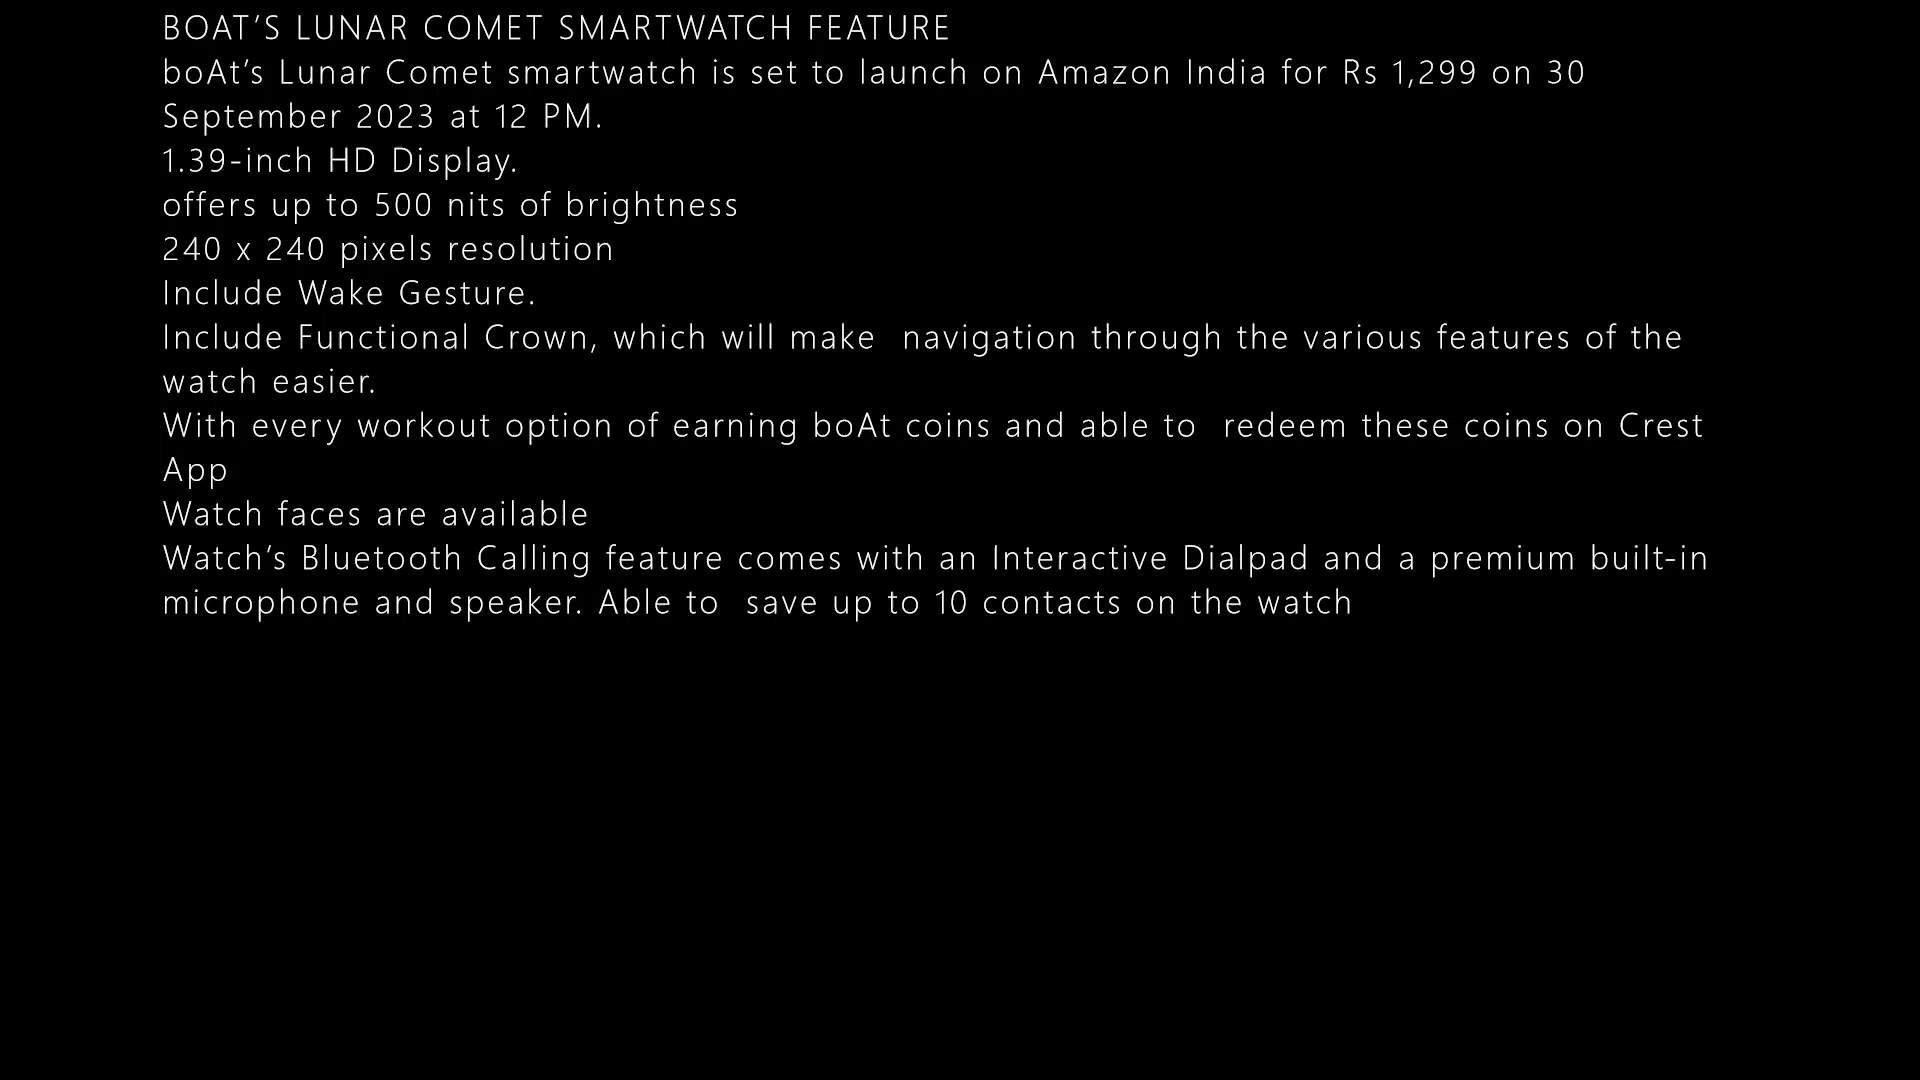 BOAT’S LUNAR COMET SMARTWATCH FEATURE
boAt’s Lunar Comet smartwatch is set to launch on Amazon India for Rs 1,299 on 30
September 2023 at 12 PM.
1.39-inch HD Display.
offers up to 500 nits of brightness
240 x 240 pixels resolution
Include Wake Gesture.
Include Functional Crown, which will make  navigation through the various features of the
watch easier.
With every workout option of earning boAt coins and able to  redeem these coins on Crest
App
Watch faces are available
Watch’s Bluetooth Calling feature comes with an Interactive Dialpad and a premium built-in
microphone and speaker. Able to  save up to 10 contacts on the watch